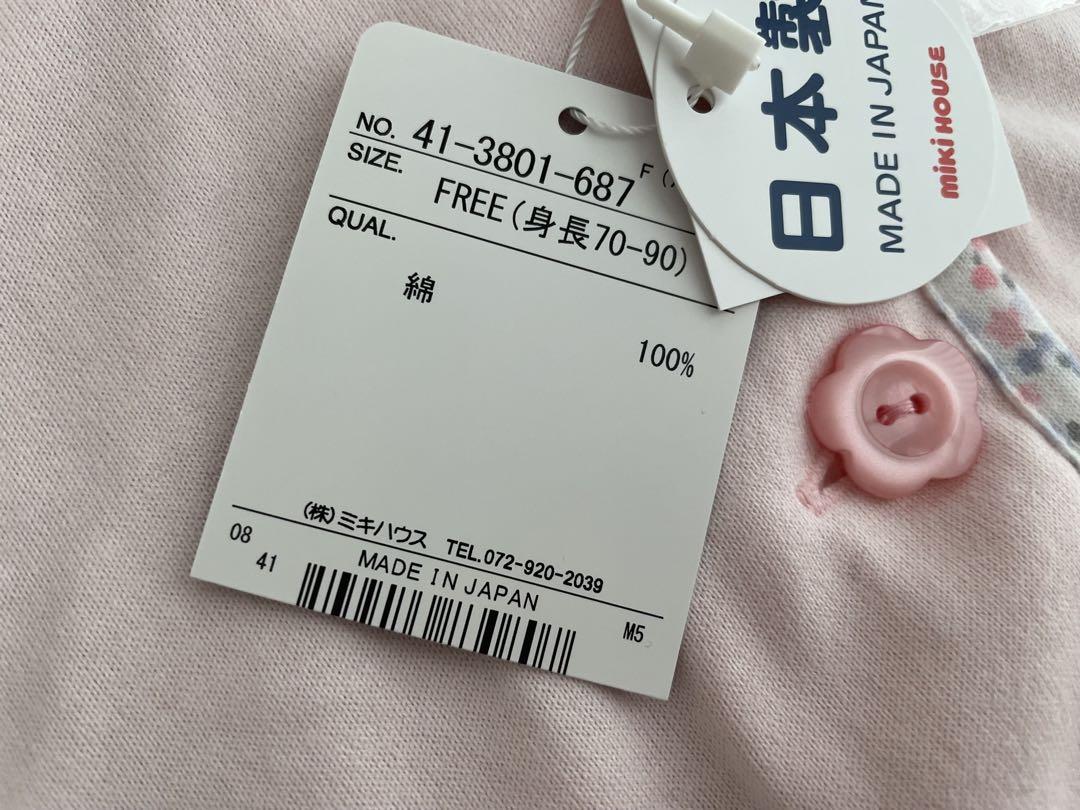 NO. 41-3801-687 F
SIZE. FREE(身長70-90)
QUAL.
綿
100%
(株)ミキハウス TEL.072-920-2039
08
41
MADE IN JAPAN
M5
日本製
MADE IN JAPAN
miki HOUSE